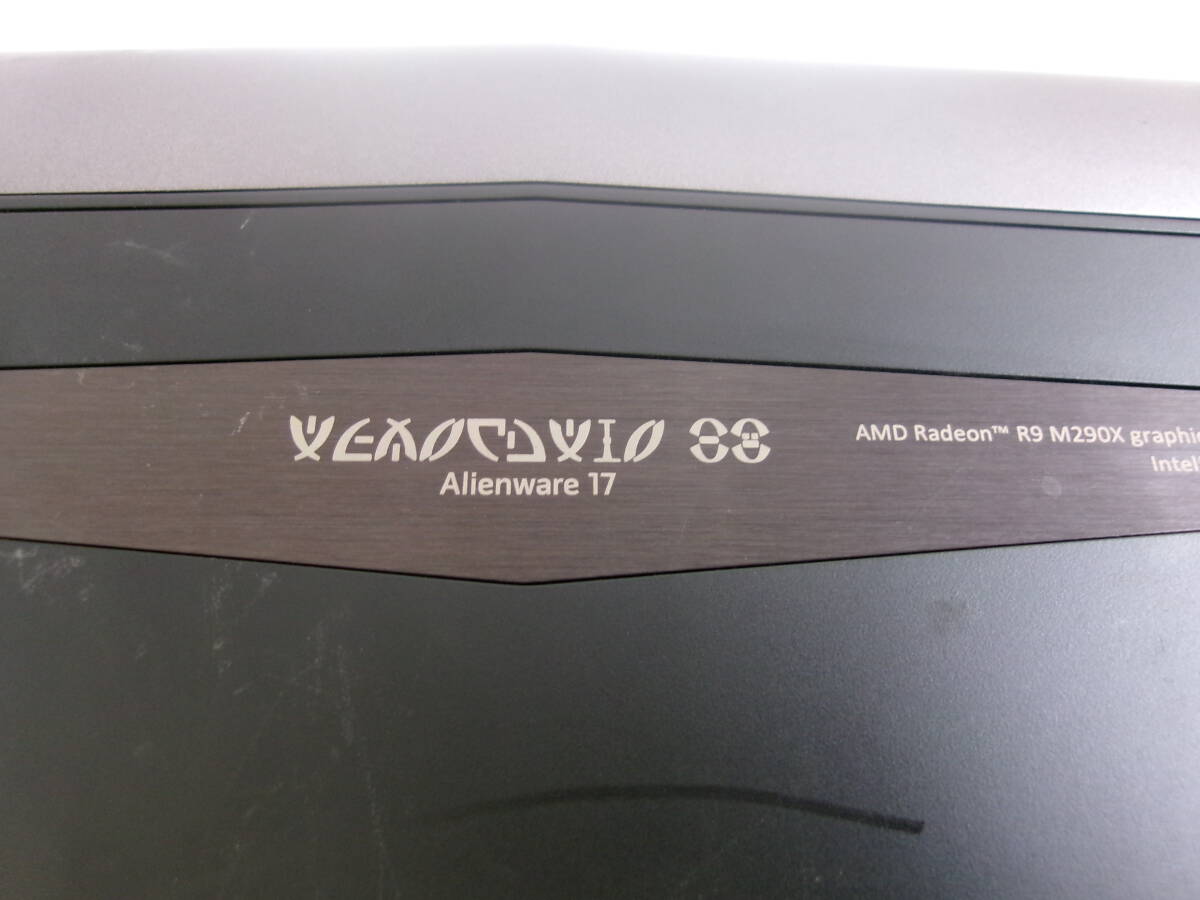 Alienware 17
AMD Radeon™ R9 M290X graphic
Intel®